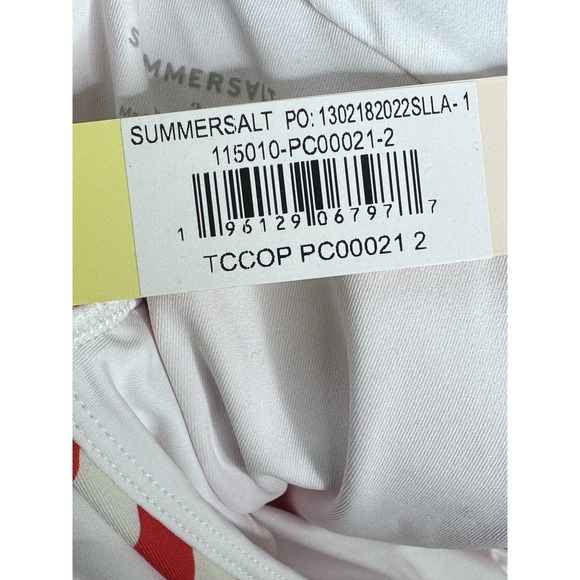 SUMMERSALT
SUMMERSALT PO: 1302182022SLLA-1
115010-PC00021-2
1 96129 06797 7
TCCOP PC00021 2